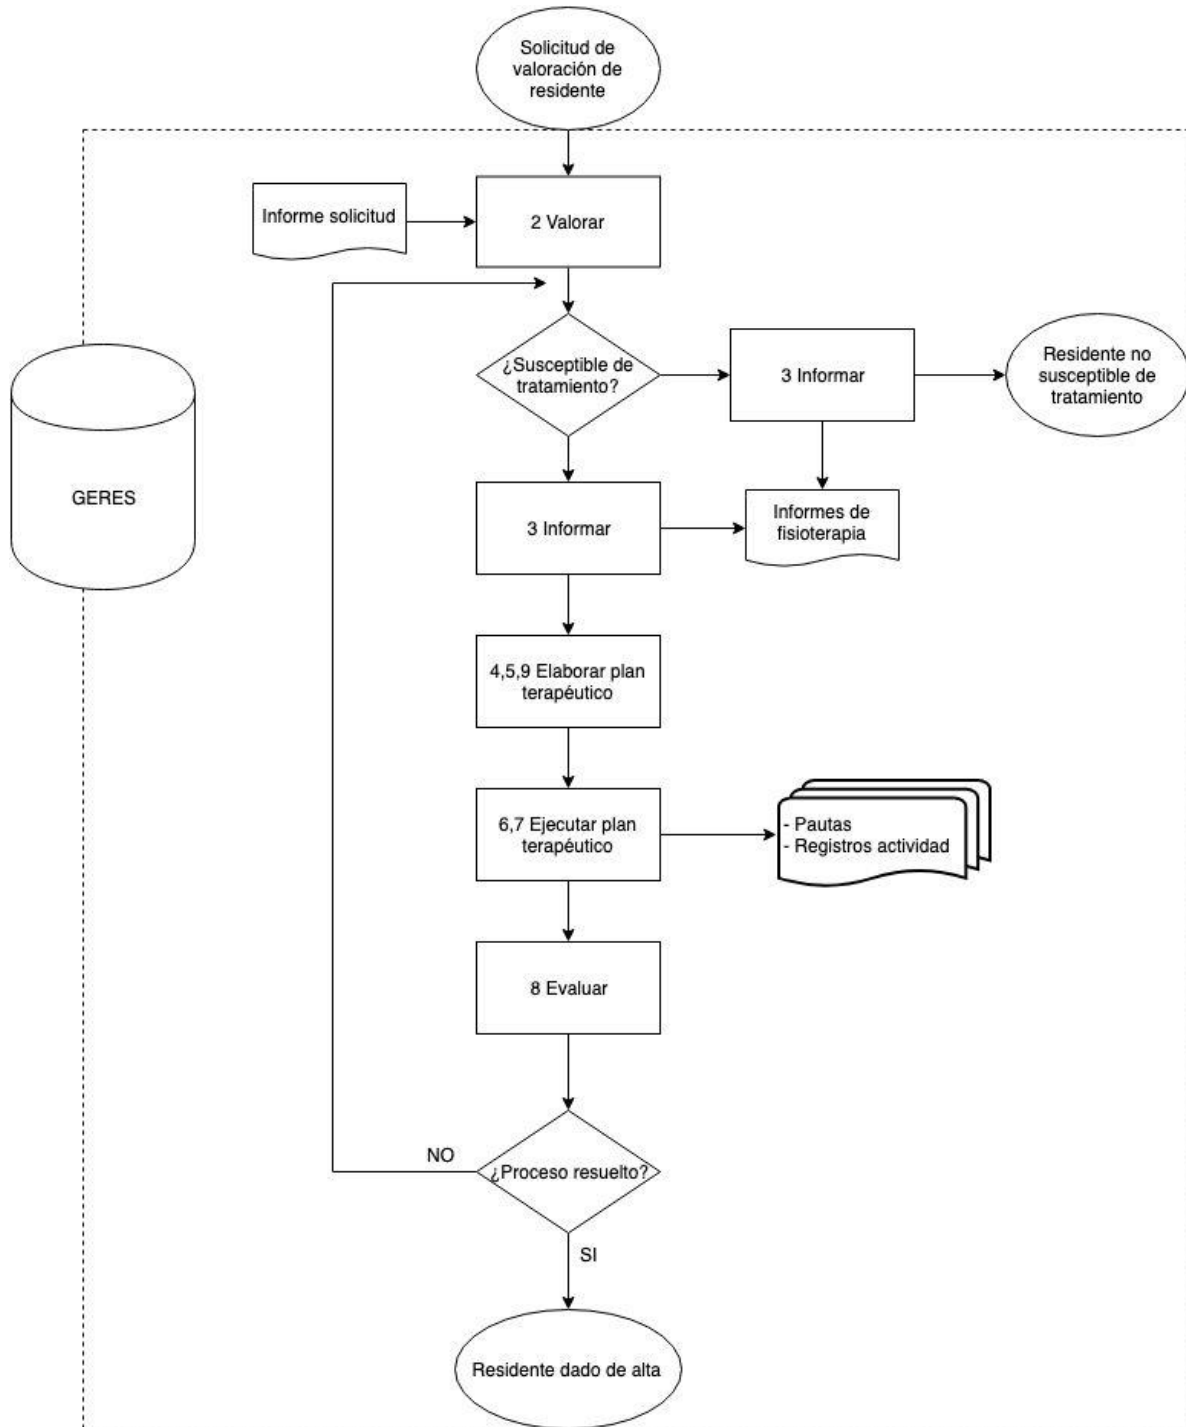 Solicitud de
valoración de
residente
Informe solicitud
2 Valorar
¿Susceptible de
tratamiento?
3 Informar
Residente no
susceptible de
tratamiento
GERES
3 Informar
Informes de
fisioterapia
4,5,9 Elaborar plan
terapéutico
6,7 Ejecutar plan
terapéutico
- Pautas
- Registros actividad
8 Evaluar
NO
¿Proceso resuelto?
SI
Residente dado de alta